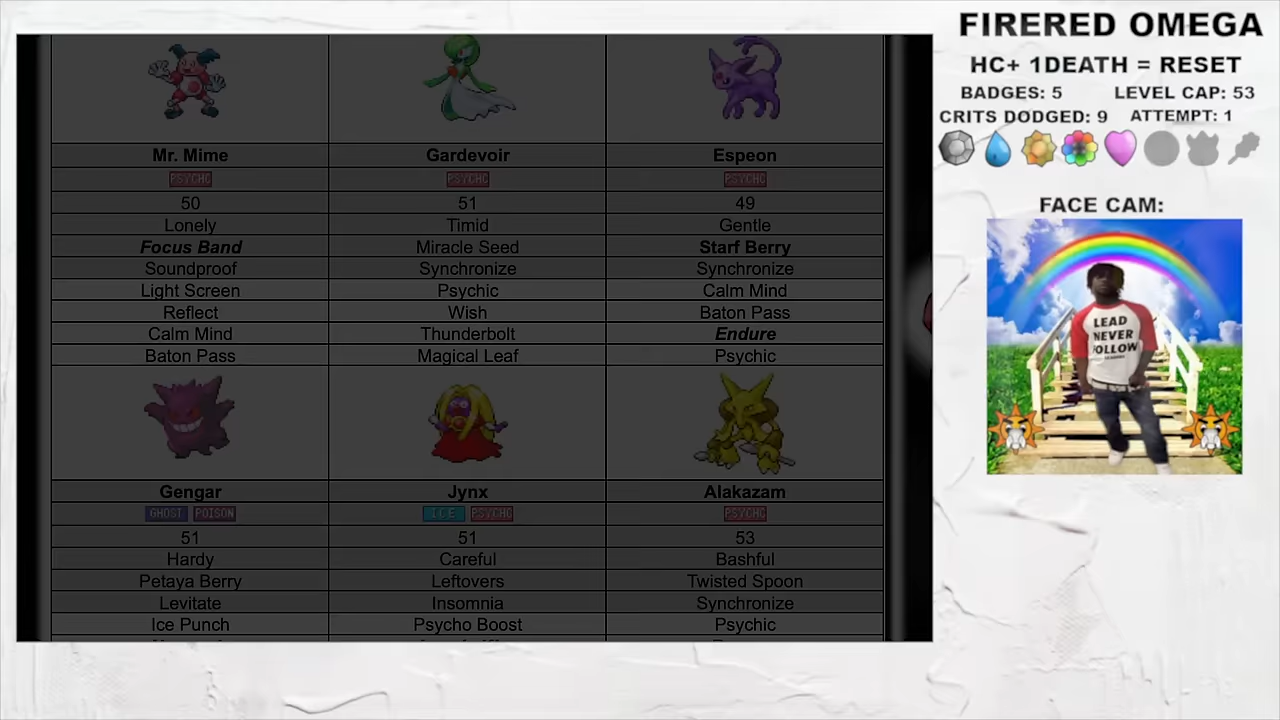 FIRERED OMEGA
HC+ 1DEATH = RESET
BADGES: 5 LEVEL CAP: 53
CRITS DODGED: 9 ATTEMPT: 1
FACE CAM:
LEAD
NEVER
FOLLOW
Mr. Mime Gardevoir Espeon
PSYCHC PSYCHC PSYCHC
50 51 49
Lonely Timid Gentle
Focus Band Miracle Seed Starf Berry
Soundproof Synchronize Synchronize
Light Screen Psychic Calm Mind
Reflect Wish Baton Pass
Calm Mind Thunderbolt Endure
Baton Pass Magical Leaf Psychic
Gengar Jynx Alakazam
GHOST POISON ICE PSYCHC PSYCHC
51 51 53
Hardy Careful Bashful
Petaya Berry Leftovers Twisted Spoon
Levitate Insomnia Synchronize
Ice Punch Psycho Boost Psychic